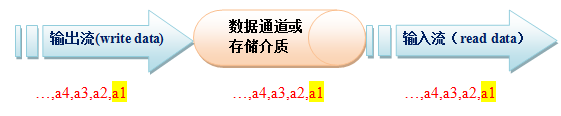 输出流(write data)
数据通道或
存储介质
输入流（read data）
…,a4,a3,a2,a1
…,a4,a3,a2,a1
…,a4,a3,a2,a1